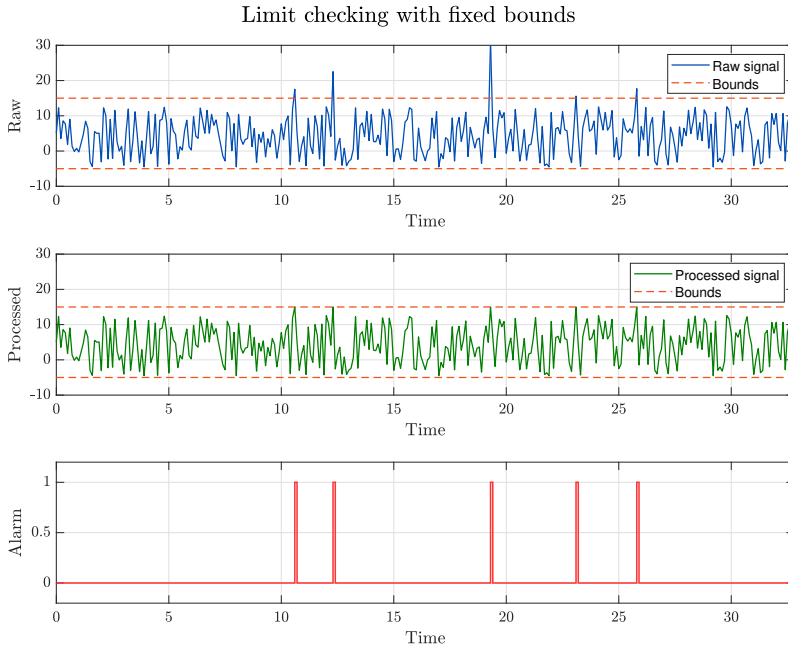 Limit checking with fixed bounds
30
20
10
0
-10
Raw
Raw signal
Bounds
0 5 10 15 20 25 30
Time
30
20
10
0
-10
Processed
Processed signal
Bounds
0 5 10 15 20 25 30
Time
1
0.5
0
Alarm
0 5 10 15 20 25 30
Time